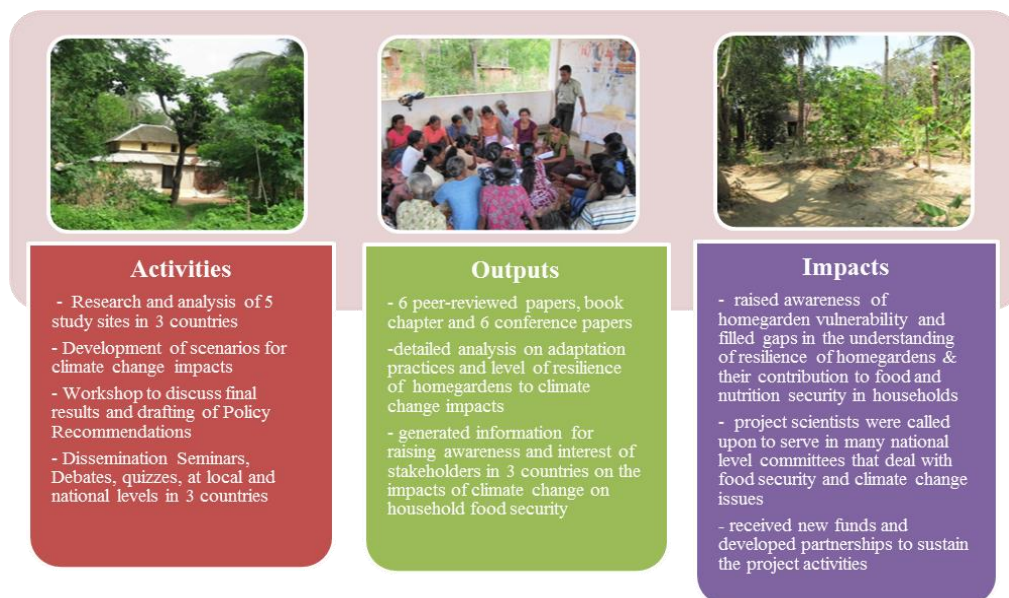 Activities
- Research and analysis of 5
study sites in 3 countries
- Development of scenarios for
climate change impacts
- Workshop to discuss final
results and drafting of Policy
Recommendations
- Dissemination Seminars,
Debates, quizzes, at local and
national levels in 3 countries
Outputs
- 6 peer-reviewed papers, book
chapter and 6 conference papers
-detailed analysis on adaptation
practices and level of resilience
of homegardens to climate
change impacts
- generated information for
raising awareness and interest of
stakeholders in 3 countries on the
impacts of climate change on
household food security
Impacts
- raised awareness of
homegarden vulnerability and
filled gaps in the understanding
of resilience of homegardens &
their contribution to food and
nutrition security in households
- project scientists were called
upon to serve in many national
level committees that deal with
food security and climate change
issues
- received new funds and
developed partnerships to sustain
the project activities